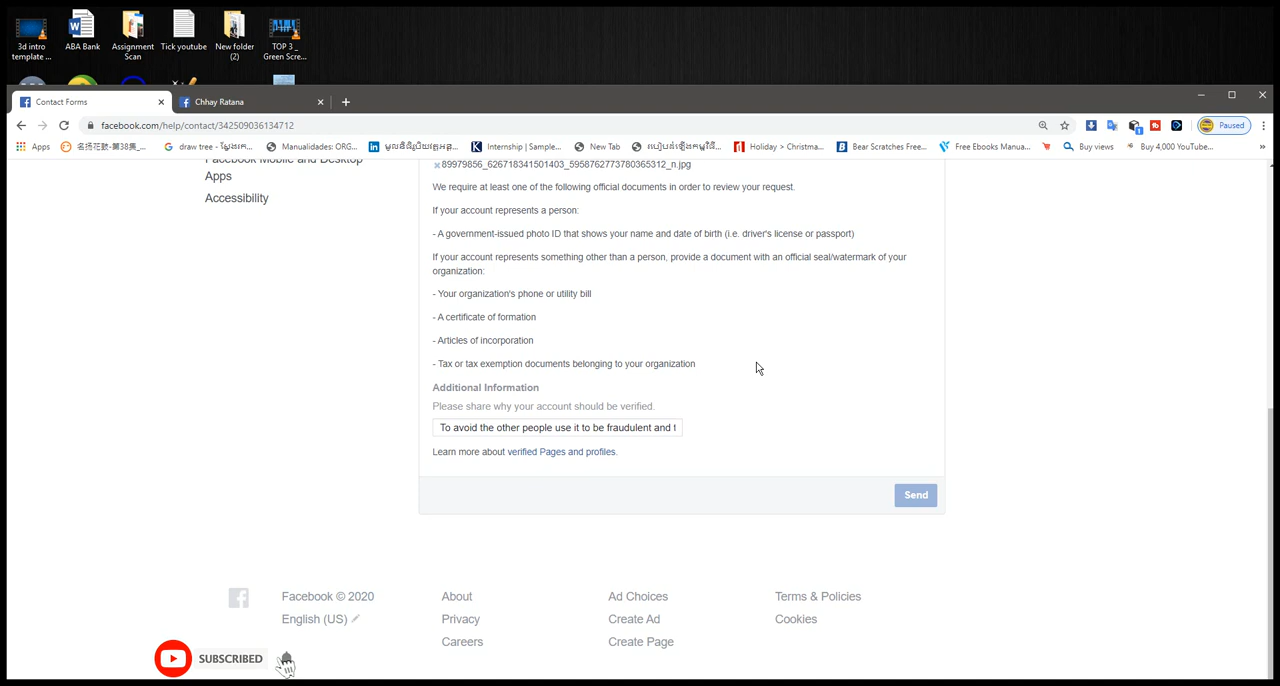 3d intro template ...
ABA Bank
Assignment Scan
Tick youtube
New folder (2)
TOP 3 _ Green Scre...
Contact Forms
Chhay Ratana
facebook.com/help/contact/342509036134712
Paused
Apps
名扬花鼓-第38集_...
Manualidades: ORG...
Internship | Sample...
New Tab
Holiday > Christma...
Bear Scratches Free...
Free Ebooks Manua...
Buy views
Buy 4,000 YouTube...
Facebook Mobile and Desktop
Apps
Accessibility
89979856_626718341501403_5958762773780365312_n.jpg
We require at least one of the following official documents in order to review your request.
If your account represents a person:
- A government-issued photo ID that shows your name and date of birth (i.e. driver's license or passport)
If your account represents something other than a person, provide a document with an official seal/watermark of your
organization:
- Your organization's phone or utility bill
- A certificate of formation
- Articles of incorporation
- Tax or tax exemption documents belonging to your organization
Additional Information
Please share why your account should be verified.
To avoid the other people use it to be fraudulent and t
Learn more about verified Pages and profiles.
Send
Facebook © 2020
About
Ad Choices
Terms & Policies
English (US)
Privacy
Create Ad
Cookies
Careers
Create Page
SUBSCRIBED